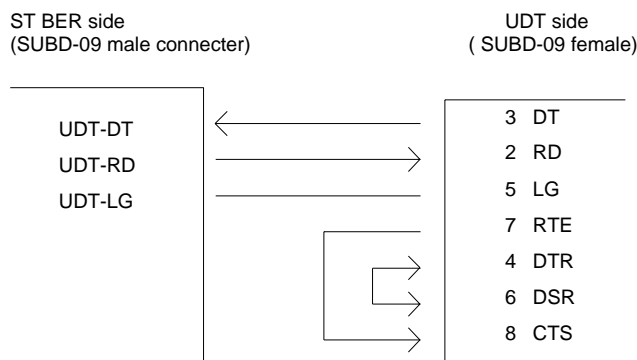 ST BER side
(SUBD-09 male connecter)
UDT side
( SUBD-09 female)
UDT-DT
UDT-RD
UDT-LG
3 DT
2 RD
5 LG
7 RTE
4 DTR
6 DSR
8 CTS